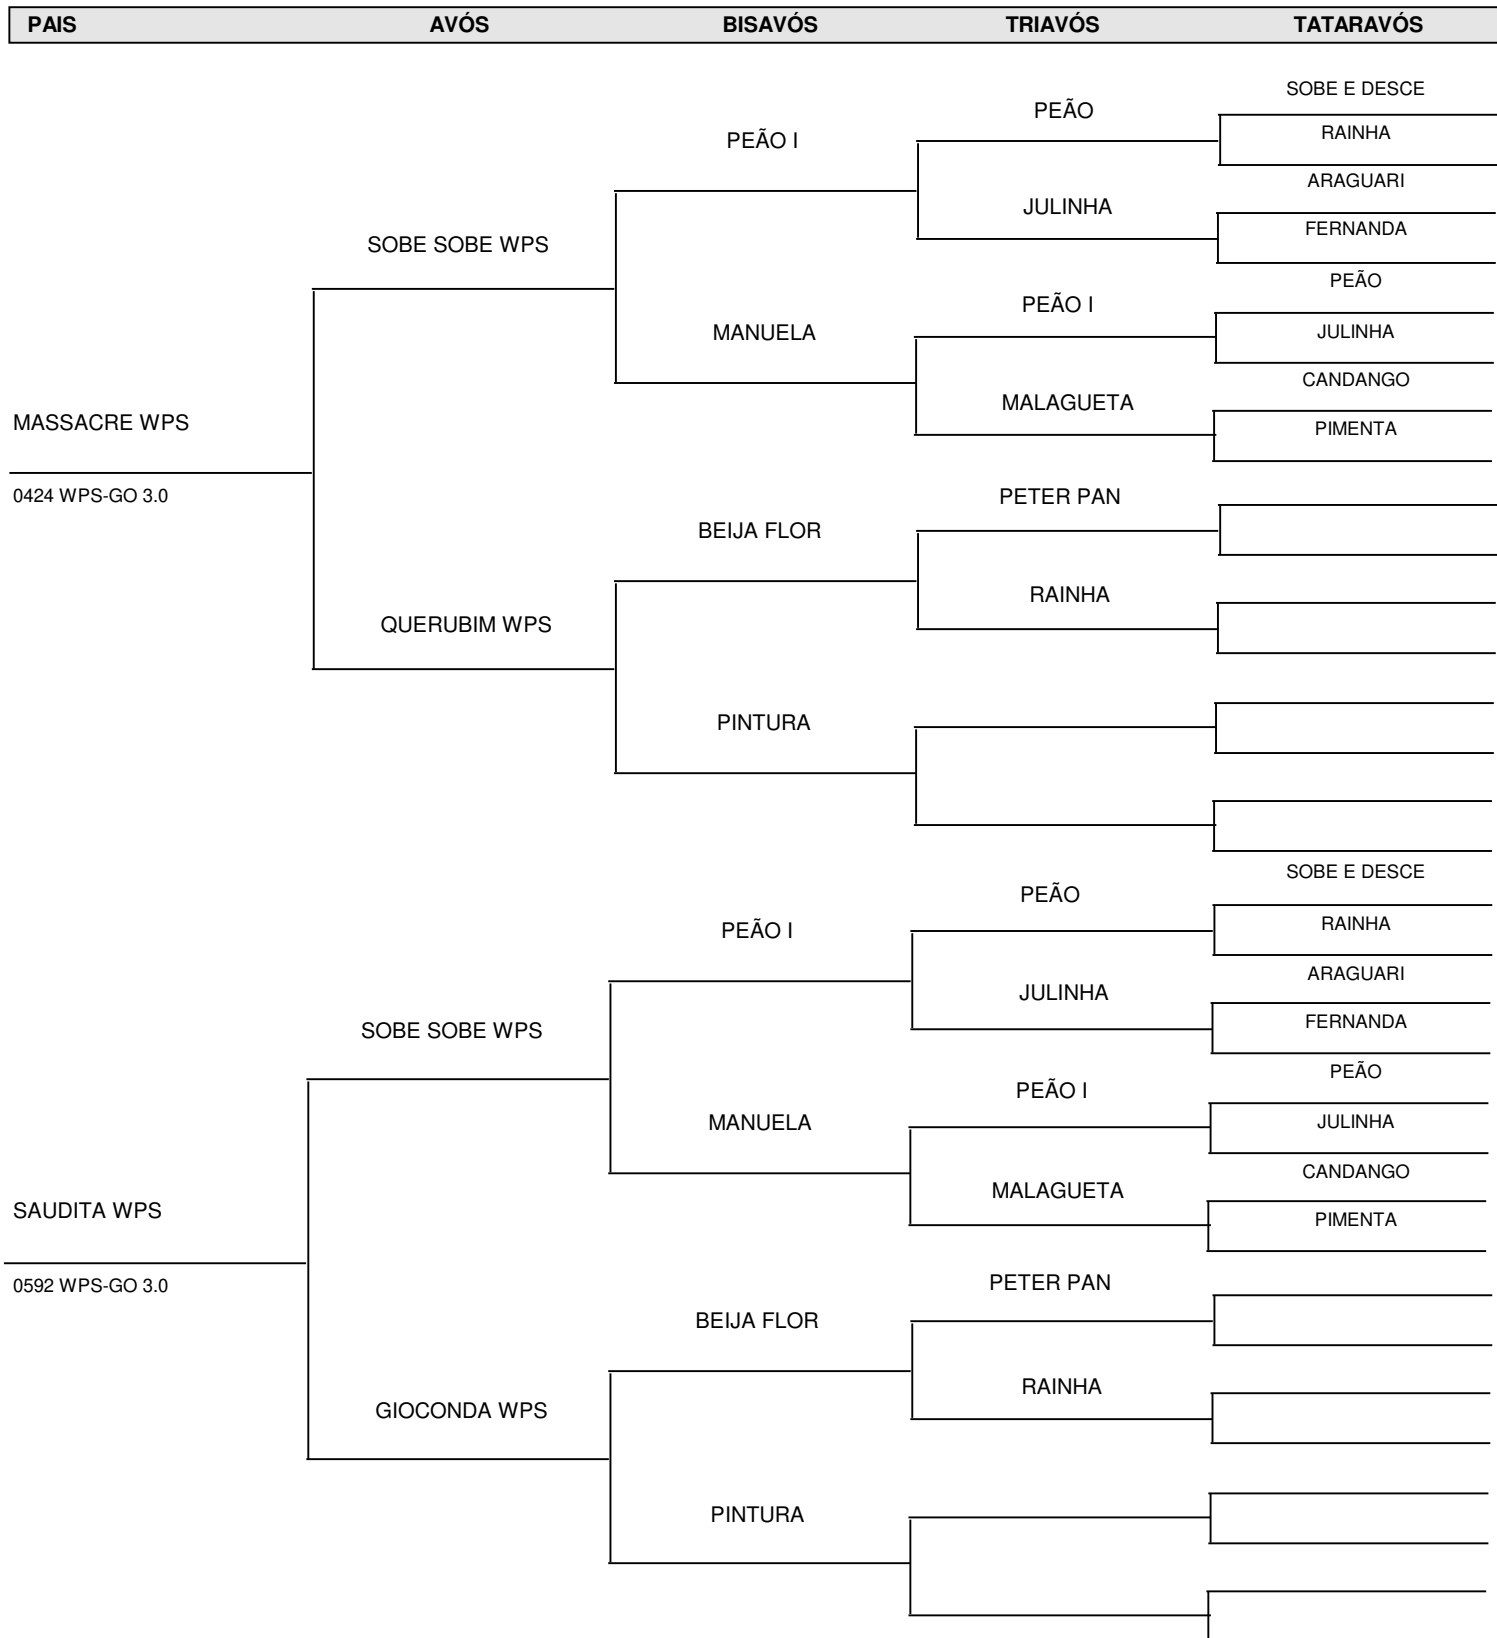 PAIS AVÓS BISAVÓS TRIAVÓS TATARAVÓS
SOBE E DESCE
PEÃO
RAINHA
PEÃO I
ARAGUARI
JULINHA
FERNANDA
SOBE SOBE WPS
PEÃO
PEÃO I
JULINHA
MANUELA
CANDANGO
MALAGUETA
MASSACRE WPS
PIMENTA
0424 WPS-GO 3.0
PETER PAN
BEIJA FLOR
RAINHA
QUERUBIM WPS
PINTURA
SOBE E DESCE
PEÃO
RAINHA
PEÃO I
ARAGUARI
JULINHA
FERNANDA
SOBE SOBE WPS
PEÃO
PEÃO I
JULINHA
MANUELA
CANDANGO
MALAGUETA
SAUDITA WPS
PIMENTA
0592 WPS-GO 3.0
PETER PAN
BEIJA FLOR
RAINHA
GIOCONDA WPS
PINTURA